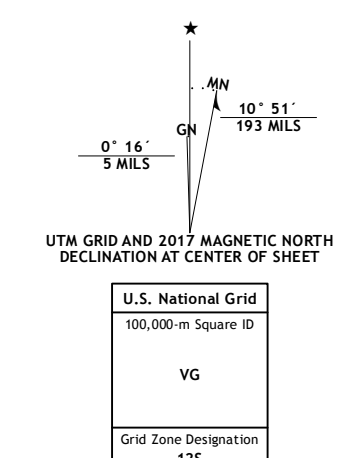 ★
MN
GN
10° 51´
193 MILS
0° 16´
5 MILS
UTM GRID AND 2017 MAGNETIC NORTH
DECLINATION AT CENTER OF SHEET
U.S. National Grid
100,000-m Square ID
VG
Grid Zone Designation
12S